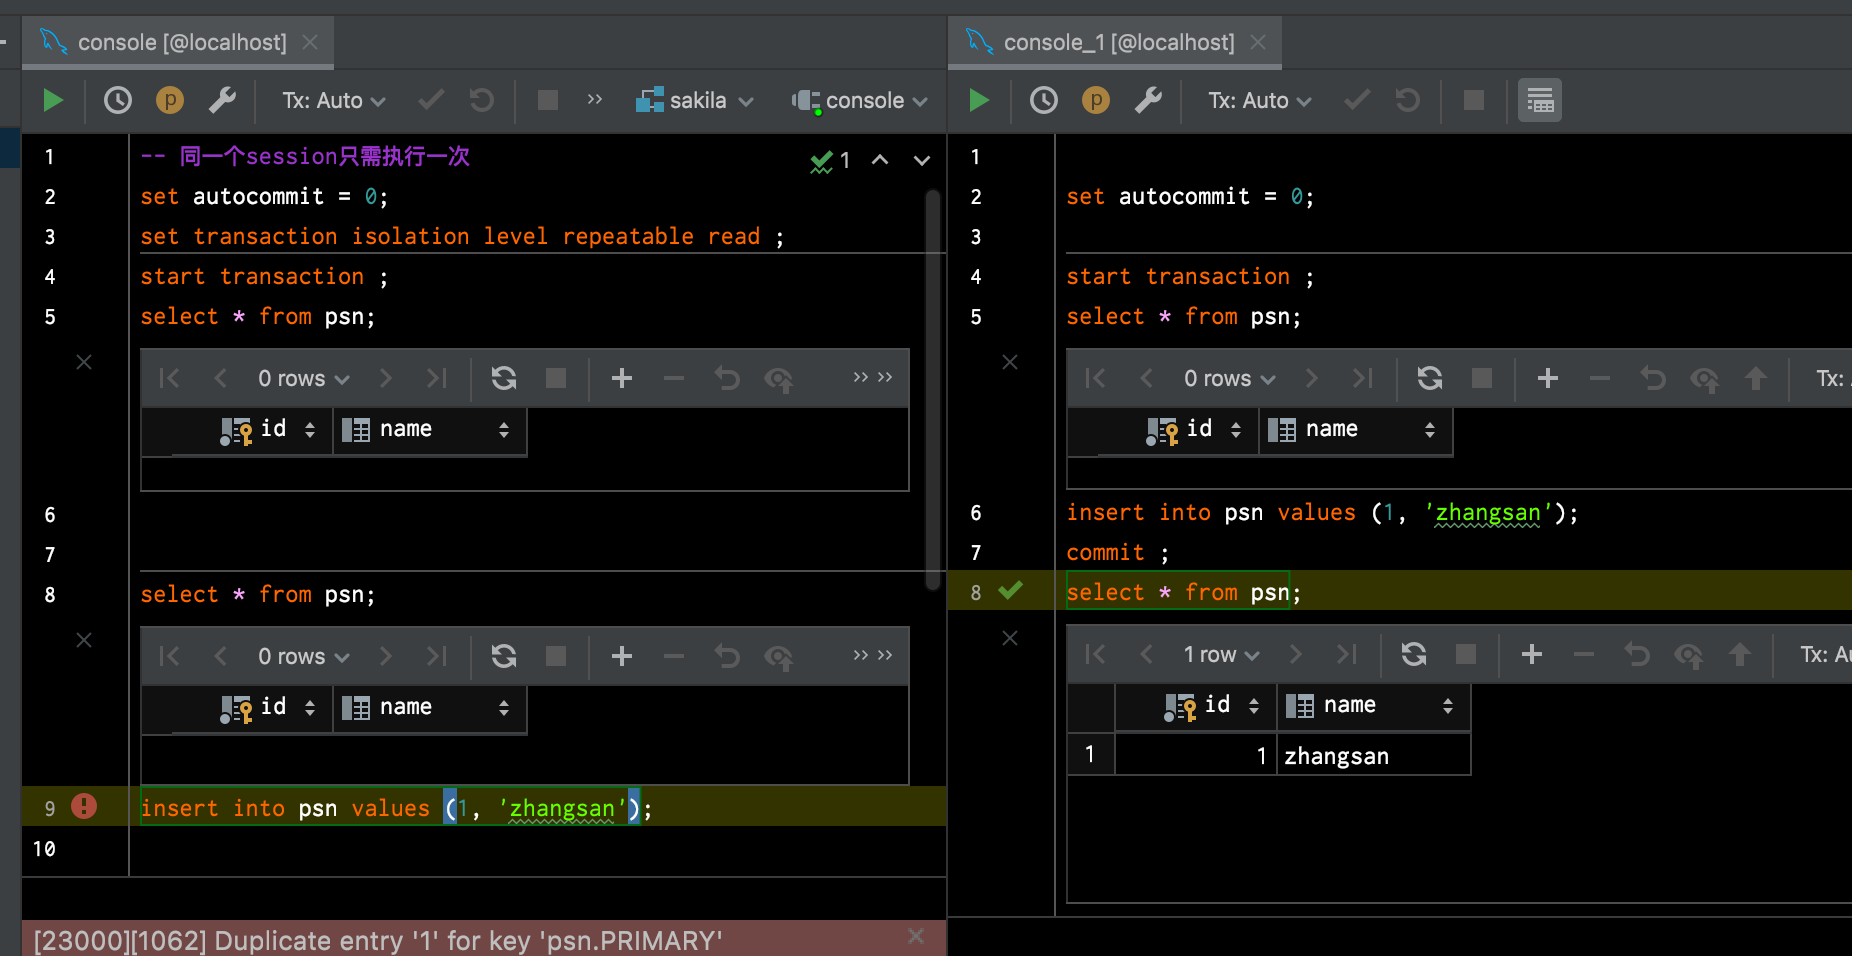 console [@localhost]
Tx: Auto
sakila
console
1 -- 同一个session只需执行一次
1
2 set autocommit = 0;
3 set transaction isolation level repeatable read ;
4 start transaction ;
5 select * from psn;
0 rows
id name
6
7
8 select * from psn;
0 rows
id name
9 insert into psn values (1, 'zhangsan');
10
[23000][1062] Duplicate entry '1' for key 'psn.PRIMARY'
console_1 [@localhost]
Tx: Auto
1
2 set autocommit = 0;
3
4 start transaction ;
5 select * from psn;
0 rows
Tx:
id name
6 insert into psn values (1, 'zhangsan');
7 commit ;
8 select * from psn;
1 row
Tx: Au
id name
1 1 zhangsan